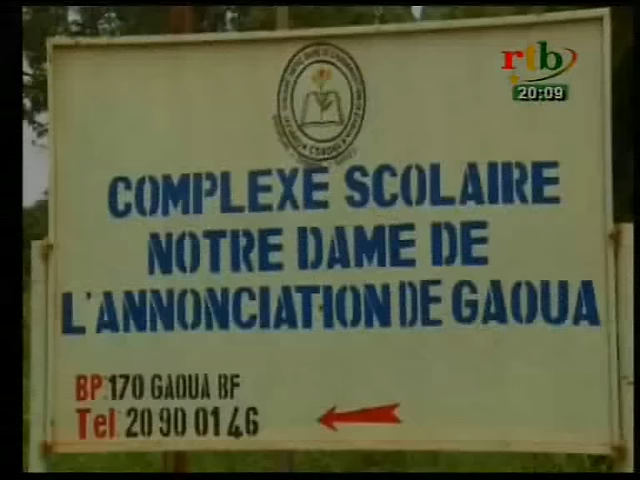 rtb
20:09
COMPLEXE SCOLAIRE
NOTRE DAME DE
L'ANNONCIATION DE GAOUA
BP:170 GAOUA BF
Tel: 20 90 01 46